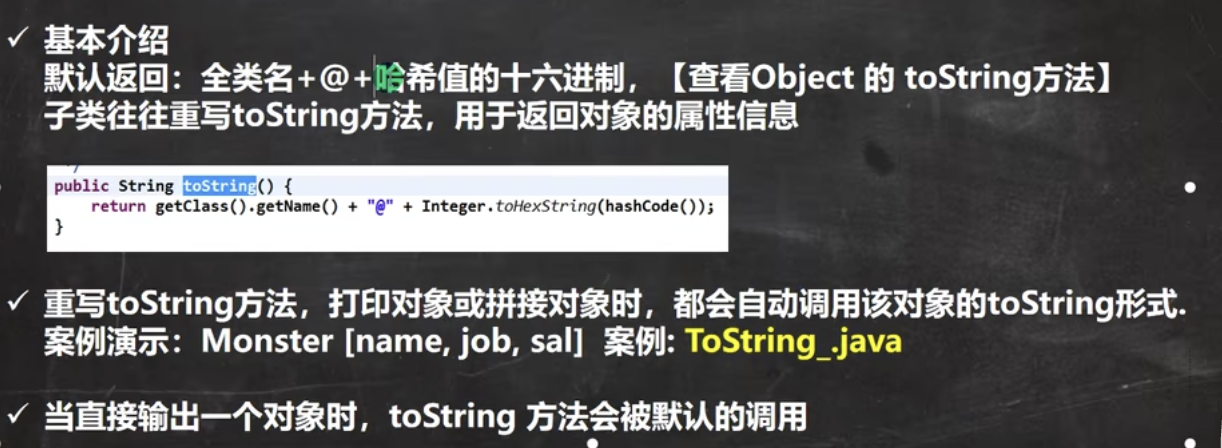 ✓ 基本介绍
默认返回：全类名+@+哈希值的十六进制，【查看Object 的 toString方法】
子类往往重写toString方法，用于返回对象的属性信息
*/
public String toString() {
return getClass().getName() + "@" + Integer.toHexString(hashCode());
}
✓ 重写toString方法，打印对象或拼接对象时，都会自动调用该对象的toString形式.
案例演示：Monster [name, job, sal] 案例: ToString_.java
✓ 当直接输出一个对象时，toString 方法会被默认的调用